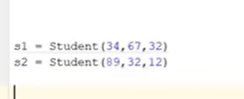 s1 = Student(34,67,32)
s2 = Student(89,32,12)